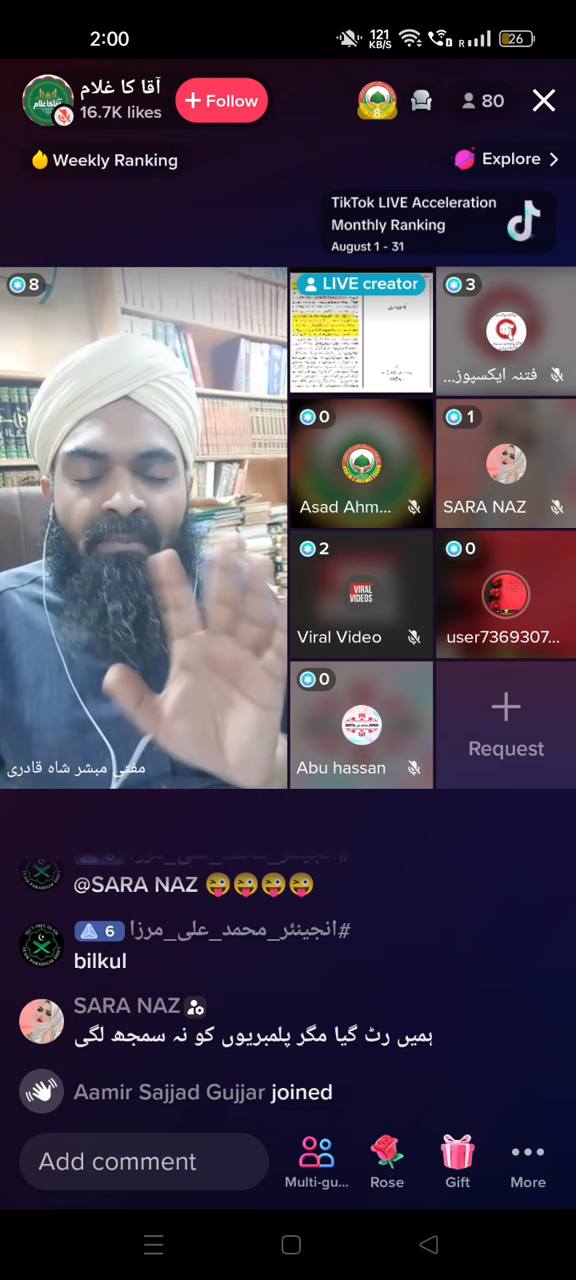 2:00
121
KB/S
R
26
آقا کا غلام
16.7K likes
+ Follow
8
80
Weekly Ranking
Explore >
TikTok LIVE Acceleration
Monthly Ranking
August 1 - 31
8
LIVE creator
3
فتنہ ایکسپوز...
0
Asad Ahm...
1
SARA NAZ
2
VIRAL
VIDEOS
Viral Video
0
user7369307...
مفتی مبشر شاہ قادری
0
Abu hassan
Request
@SARA NAZ 😜😜😜😜
6 #انجینئر_محمد_علی_مرزا
bilkul
SARA NAZ
ہمیں رٹ گیا مگر پلمبریوں کو نہ سمجھ لگی
Aamir Sajjad Gujjar joined
Add comment
Multi-gu...
Rose
Gift
More